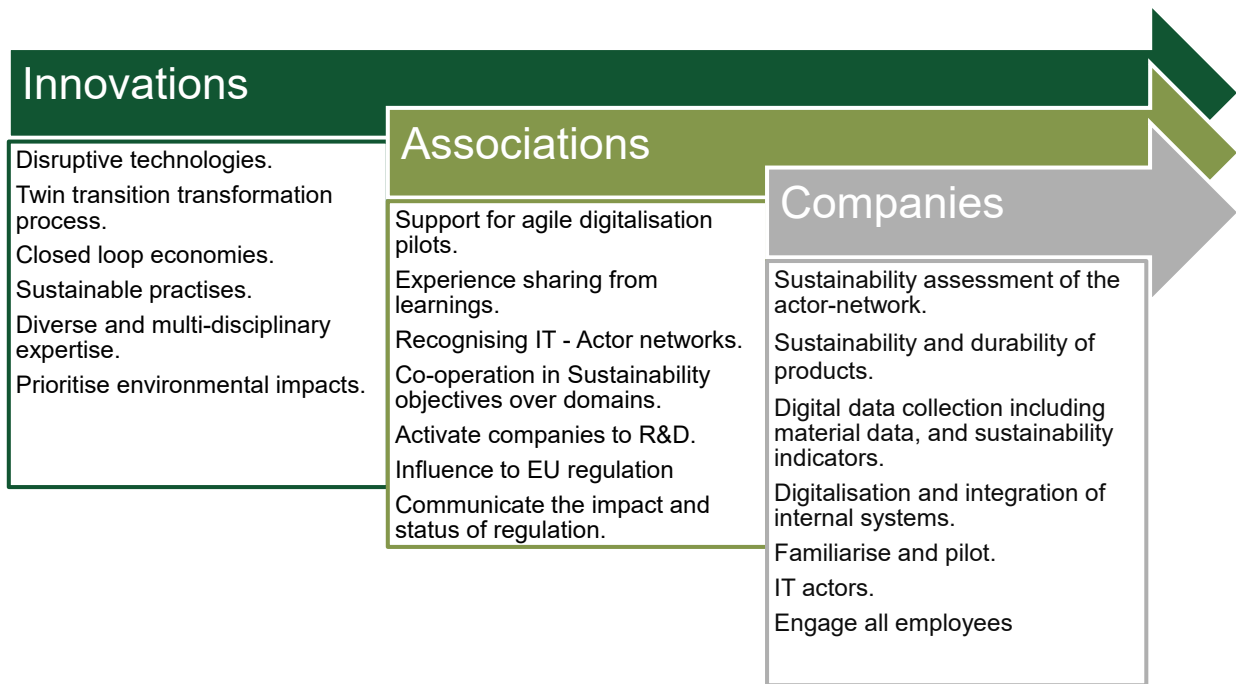 Innovations
Disruptive technologies.
Twin transition transformation
process.
Closed loop economies.
Sustainable practises.
Diverse and multi-disciplinary
expertise.
Prioritise environmental impacts.
Associations
Support for agile digitalisation
pilots.
Experience sharing from
learnings.
Recognising IT - Actor networks.
Co-operation in Sustainability
objectives over domains.
Activate companies to R&D.
Influence to EU regulation
Communicate the impact and
status of regulation.
Companies
Sustainability assessment of the
actor-network.
Sustainability and durability of
products.
Digital data collection including
material data, and sustainability
indicators.
Digitalisation and integration of
internal systems.
Familiarise and pilot.
IT actors.
Engage all employees